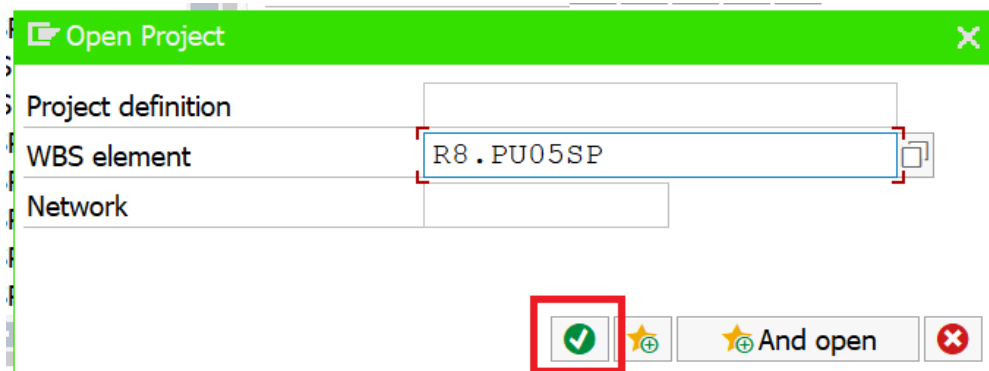 Open Project
Project definition
WBS element R8.PU05SP
Network
And open